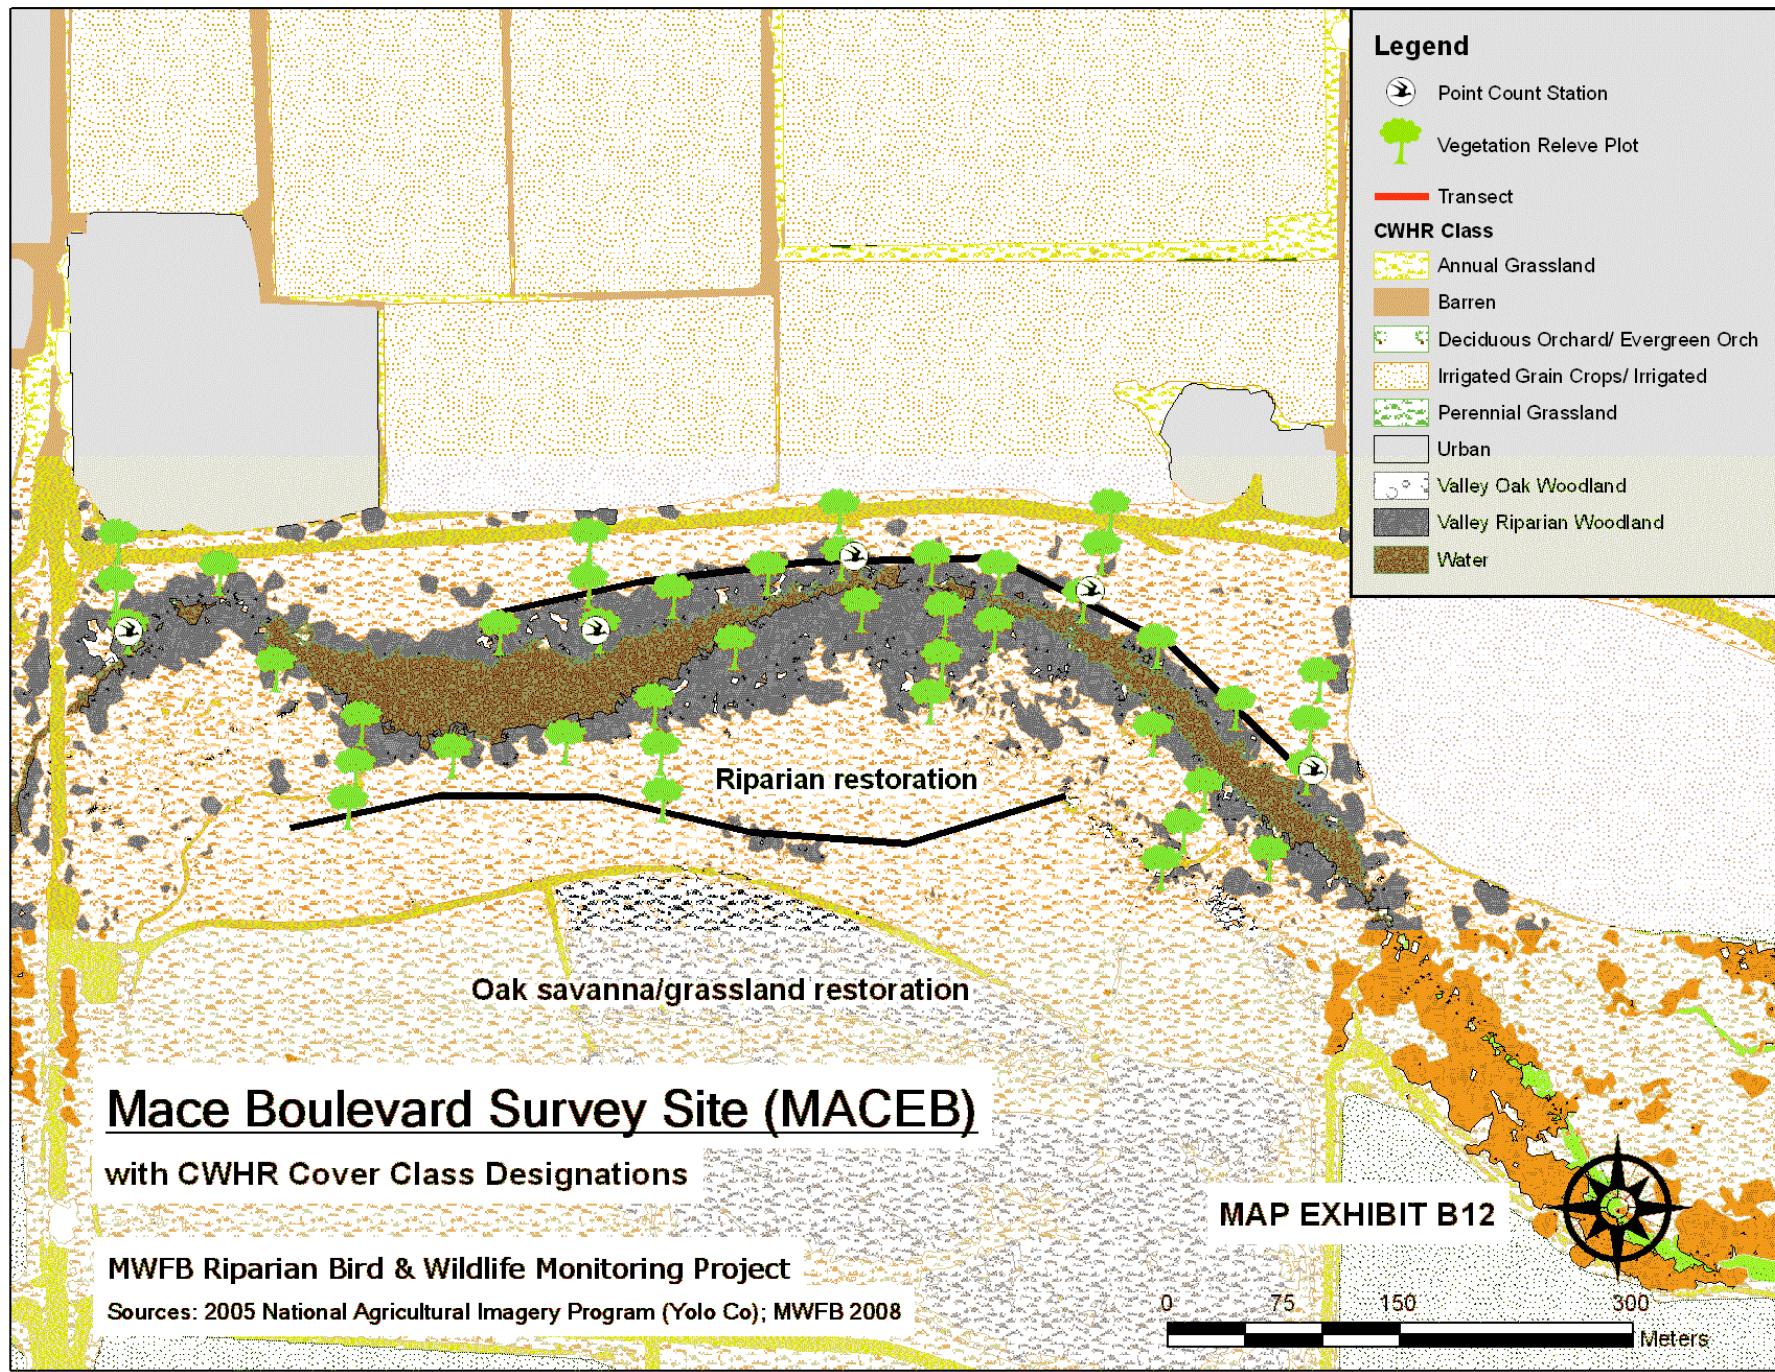 Legend
Point Count Station
Vegetation Releve Plot
Transect
CWHR Class
Annual Grassland
Barren
Deciduous Orchard/ Evergreen Orch
Irrigated Grain Crops/ Irrigated
Perennial Grassland
Urban
Valley Oak Woodland
Valley Riparian Woodland
Water
Riparian restoration
Oak savanna/grassland restoration
Mace Boulevard Survey Site (MACEB)
with CWHR Cover Class Designations
MAP EXHIBIT B12
MWFB Riparian Bird & Wildlife Monitoring Project
Sources: 2005 National Agricultural Imagery Program (Yolo Co); MWFB 2008
0 75 150 300
Meters